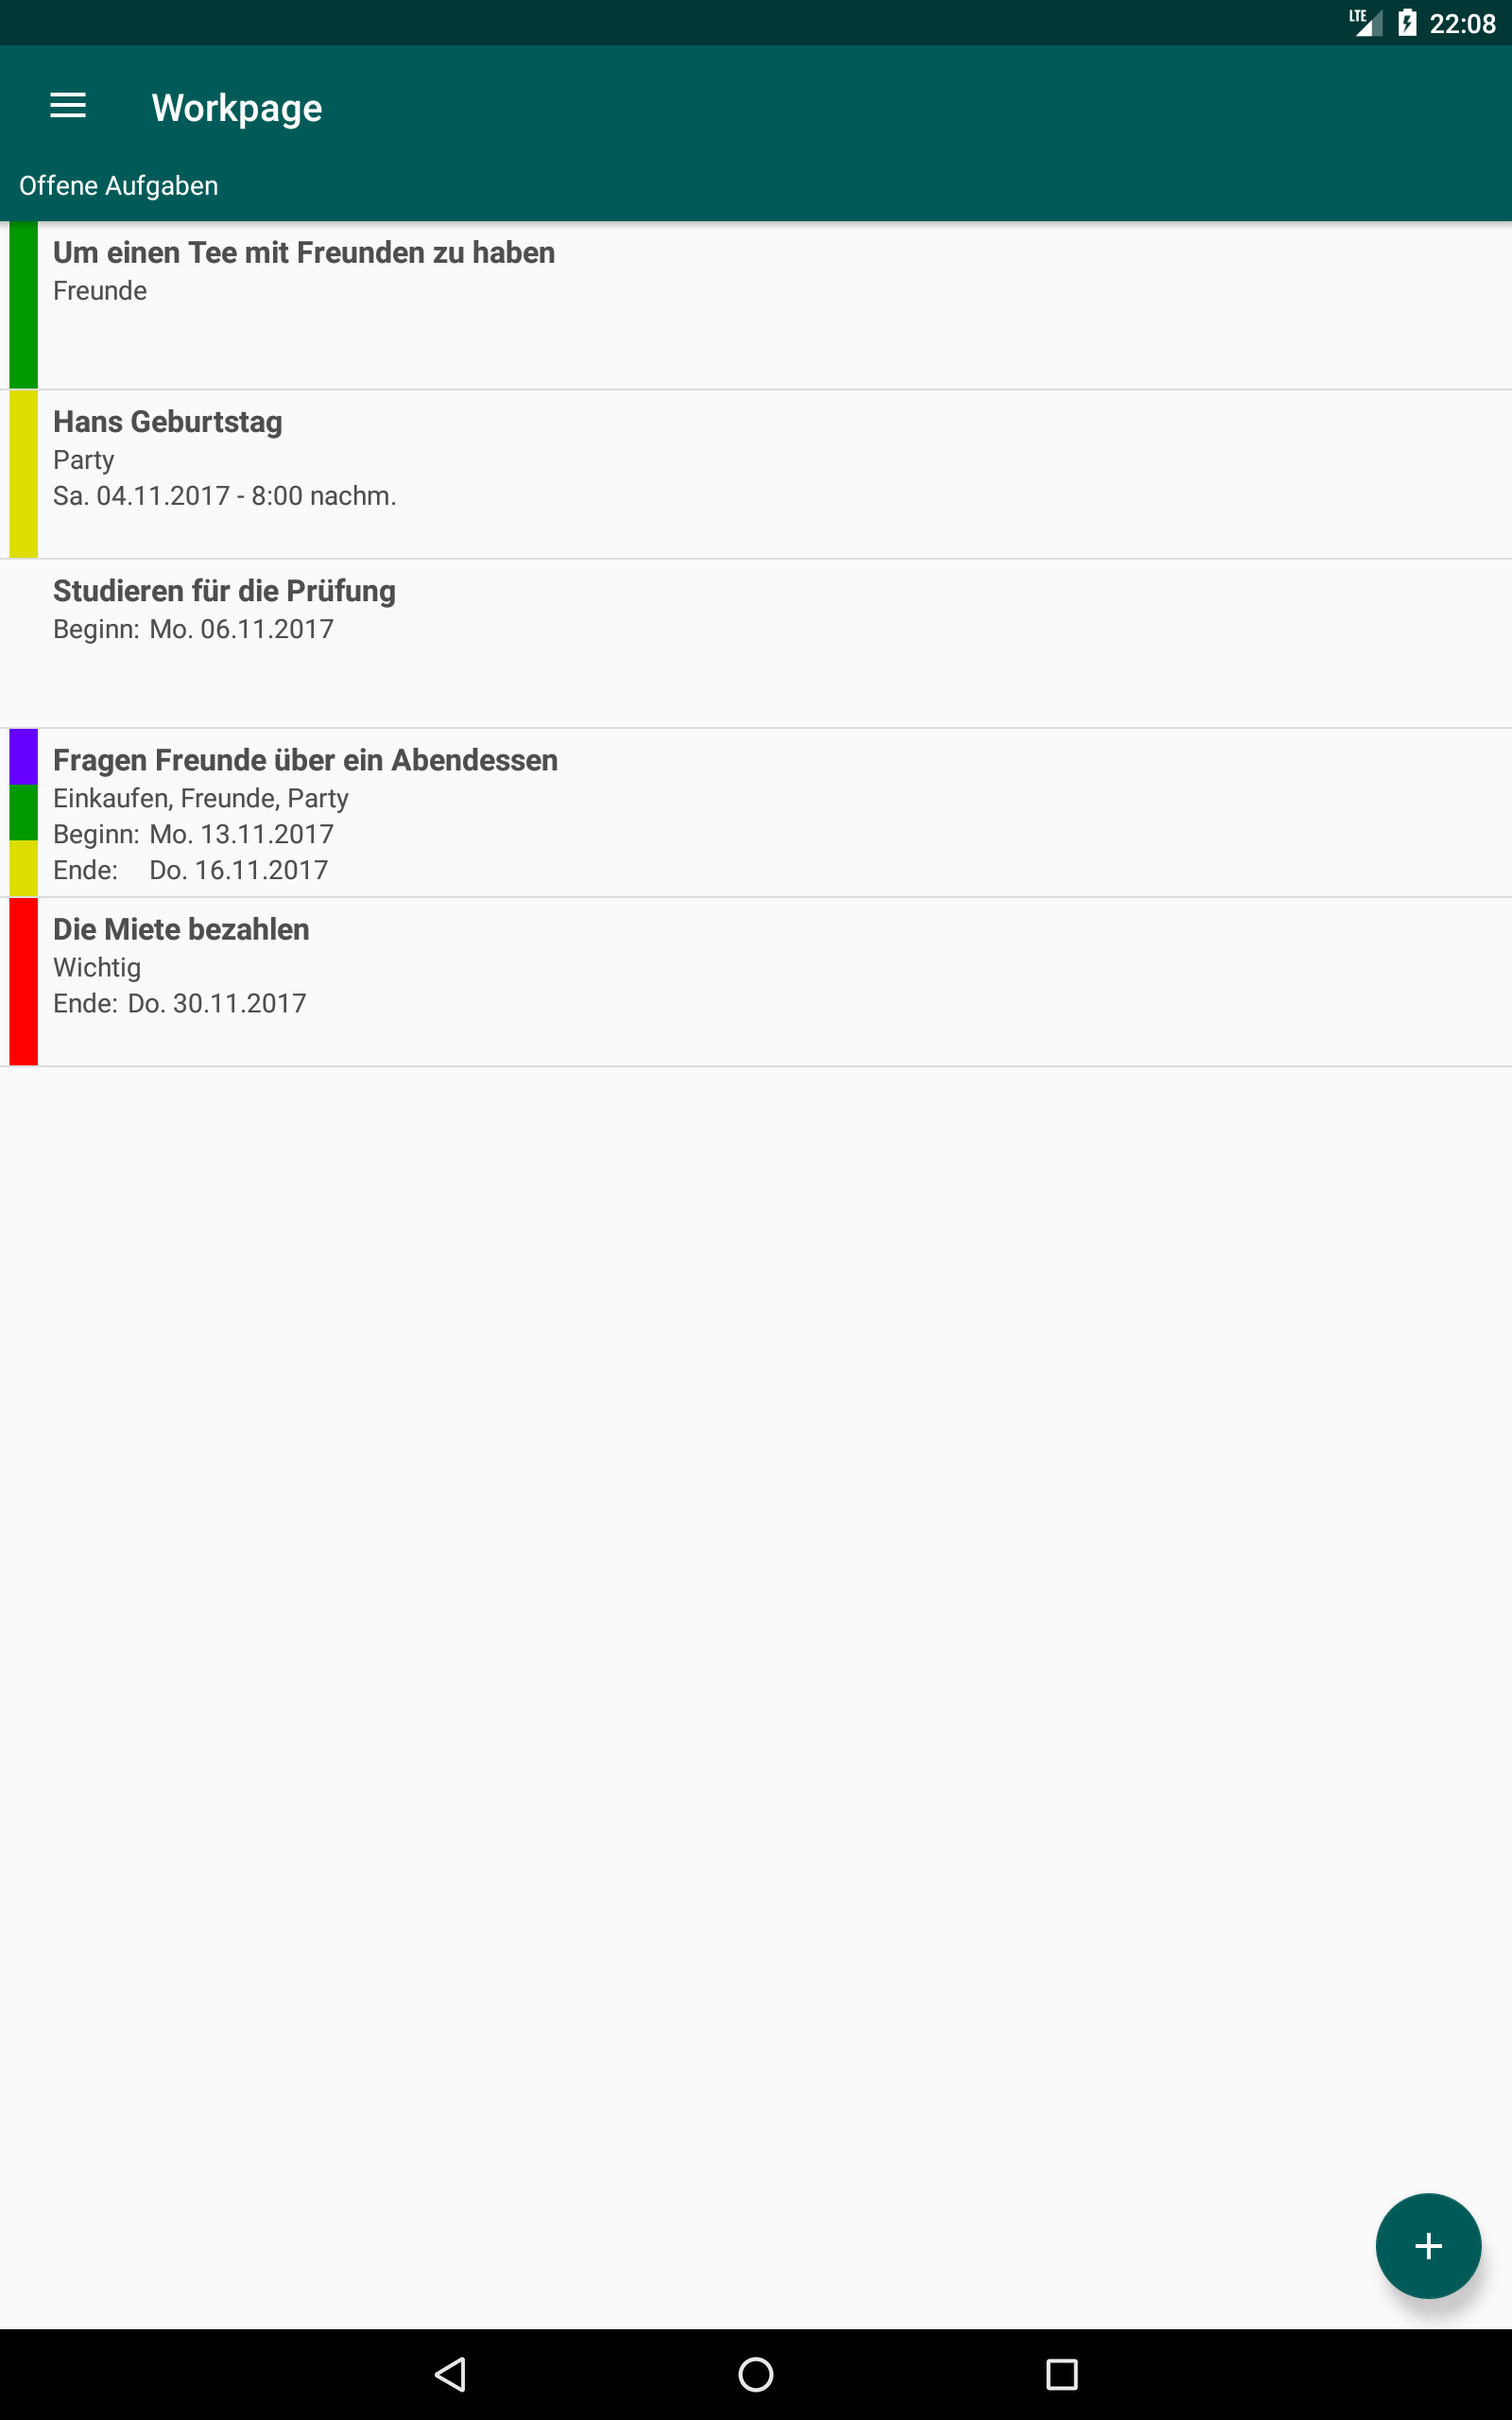 LTE 22:08
Workpage
Offene Aufgaben
Um einen Tee mit Freunden zu haben
Freunde
Hans Geburtstag
Party
Sa. 04.11.2017 - 8:00 nachm.
Studieren für die Prüfung
Beginn: Mo. 06.11.2017
Fragen Freunde über ein Abendessen
Einkaufen, Freunde, Party
Beginn: Mo. 13.11.2017
Ende: Do. 16.11.2017
Die Miete bezahlen
Wichtig
Ende: Do. 30.11.2017